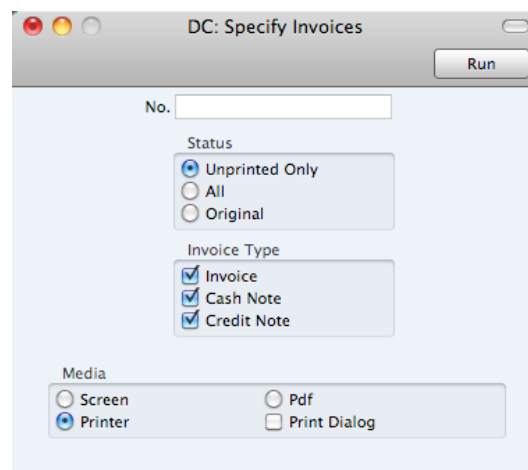 DC: Specify Invoices
Run
No.
Status
Unprinted Only
All
Original
Invoice Type
Invoice
Cash Note
Credit Note
Media
Screen Pdf
Printer Print Dialog